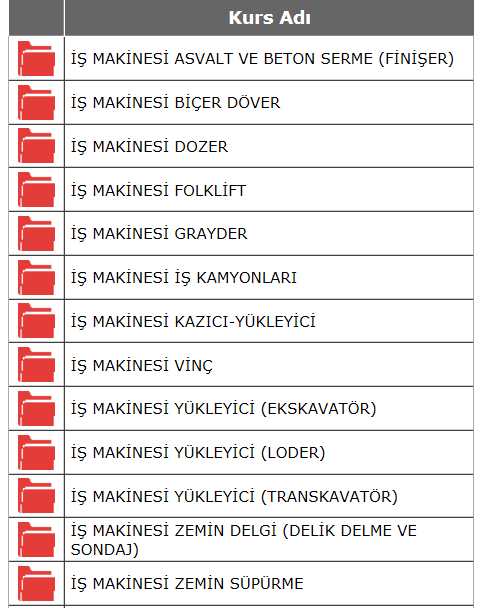 Kurs Adı
İŞ MAKİNESİ ASVALT VE BETON SERME (FİNİŞER)
İŞ MAKİNESİ BİÇER DÖVER
İŞ MAKİNESİ DOZER
İŞ MAKİNESİ FOLKLİFT
İŞ MAKİNESİ GRAYDER
İŞ MAKİNESİ İŞ KAMYONLARI
İŞ MAKİNESİ KAZICI-YÜKLEYİCİ
İŞ MAKİNESİ VİNÇ
İŞ MAKİNESİ YÜKLEYİCİ (EKSKAVATÖR)
İŞ MAKİNESİ YÜKLEYİCİ (LODER)
İŞ MAKİNESİ YÜKLEYİCİ (TRANSKAVATÖR)
İŞ MAKİNESİ ZEMİN DELGİ (DELİK DELME VE
SONDAJ)
İŞ MAKİNESİ ZEMİN SÜPÜRME